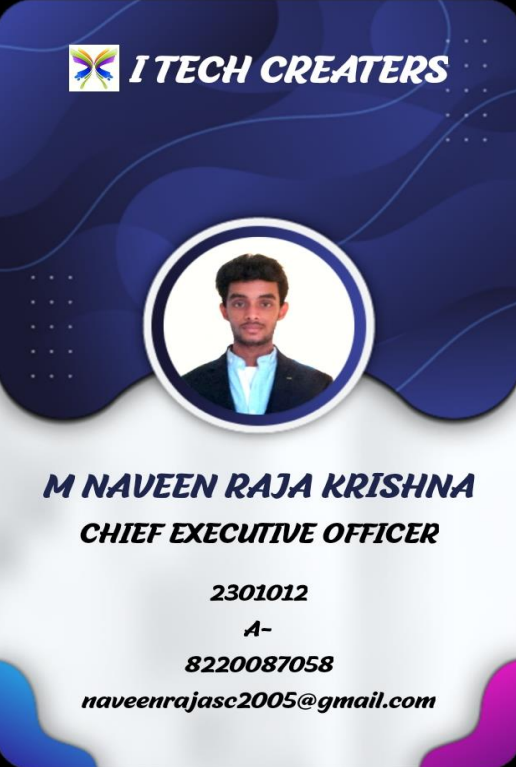 I TECH CREATERS
M NAVEEN RAJA KRISHNA
CHIEF EXECUTIVE OFFICER
2301012
A-
8220087058
naveenrajasc2005@gmail.com